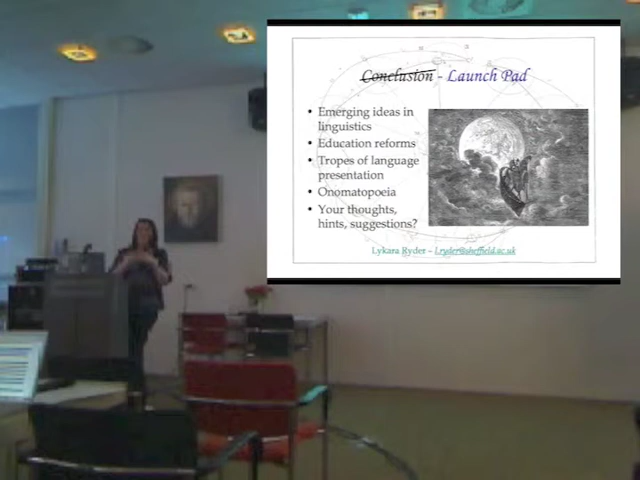 Conclusion - Launch Pad
• Emerging ideas in
linguistics
• Education reforms
• Tropes of language
presentation
• Onomatopoeia
• Your thoughts,
hints, suggestions?
Lykara Ryder – l.ryder@sheffield.ac.uk